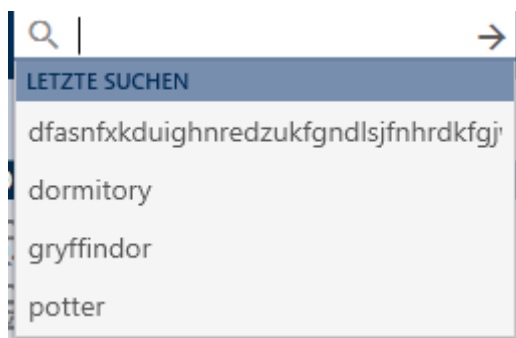 LETZTE SUCHEN
dfasnfxkduighnredzukfgndlsjfnhrdkfgj
dormitory
gryffindor
potter